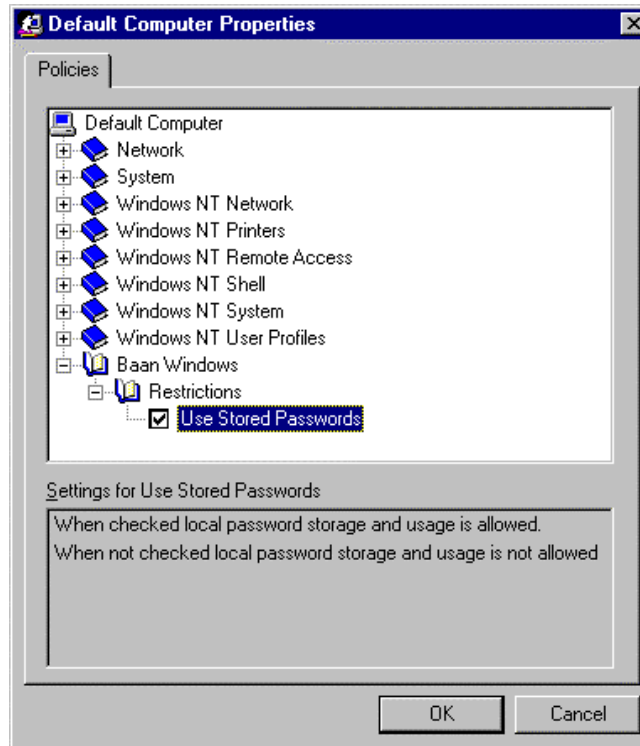 Default Computer Properties
Policies
Default Computer
Network
System
Windows NT Network
Windows NT Printers
Windows NT Remote Access
Windows NT Shell
Windows NT System
Windows NT User Profiles
Baan Windows
Restrictions
Use Stored Passwords
Settings for Use Stored Passwords
When checked local password storage and usage is allowed.
When not checked local password storage and usage is not allowed
OK Cancel